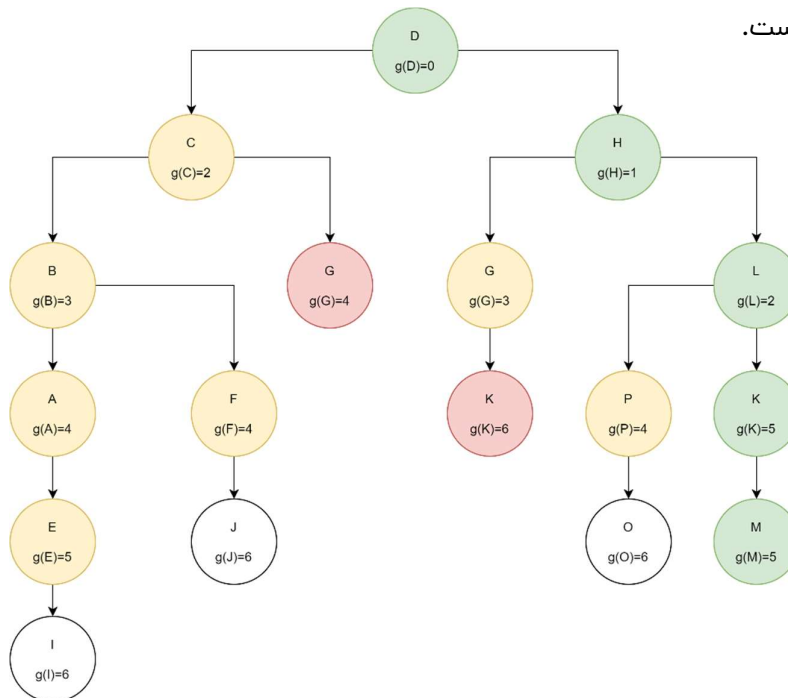 ست.
D
g(D)=0
C
g(C)=2
H
g(H)=1
B
g(B)=3
G
g(G)=4
G
g(G)=3
L
g(L)=2
A
g(A)=4
F
g(F)=4
K
g(K)=6
P
g(P)=4
K
g(K)=5
E
g(E)=5
J
g(J)=6
O
g(O)=6
M
g(M)=5
I
g(I)=6